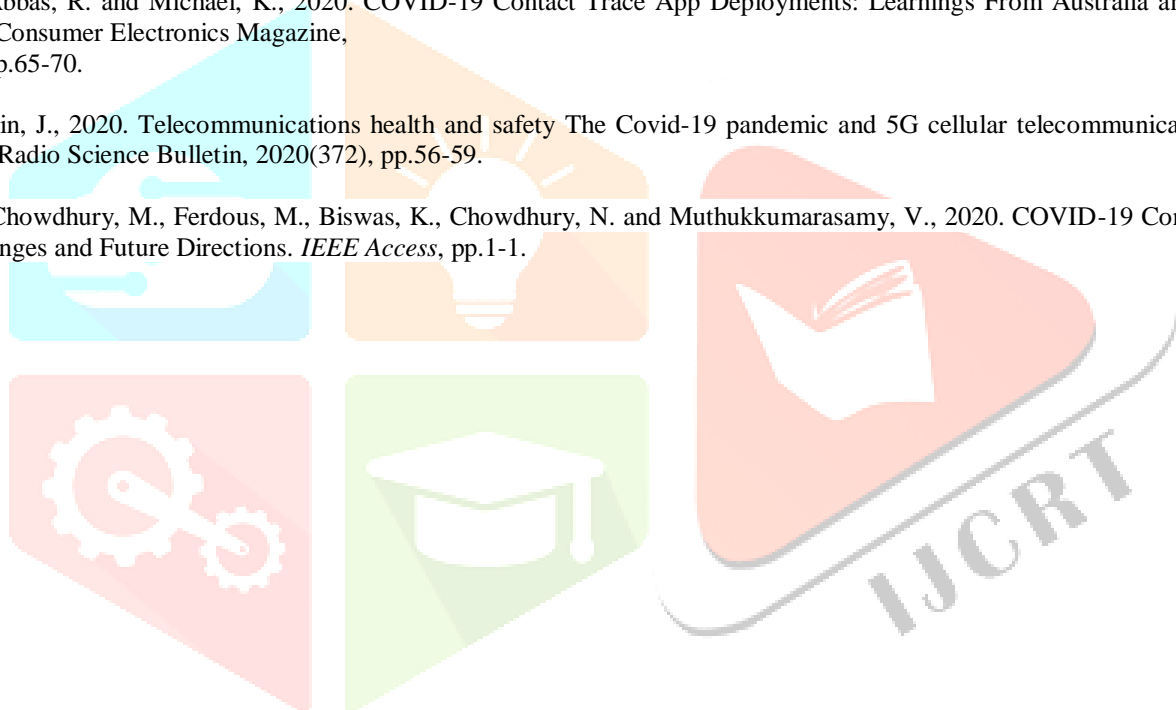 Abbas, R. and Michael, K., 2020. COVID-19 Contact Trace App Deployments: Learnings From Australia
Consumer Electronics Magazine,
p.65-70.
in, J., 2020. Telecommunications health and safety The Covid-19 pandemic and 5G cellular telecommunica
Radio Science Bulletin, 2020(372), pp.56-59.
Chowdhury, M., Ferdous, M., Biswas, K., Chowdhury, N. and Muthukkumarasamy, V., 2020. COVID-19 Con
nges and Future Directions. IEEE Access, pp.1-1.
IJCRT